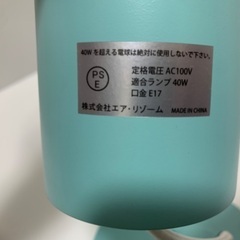 40Wを超える電球は絶対に使用しないで下さい。
PS
E
定格電圧 AC100V
適合ランプ 40W
口金 E17
株式会社エア・リゾーム MADE IN CHINA